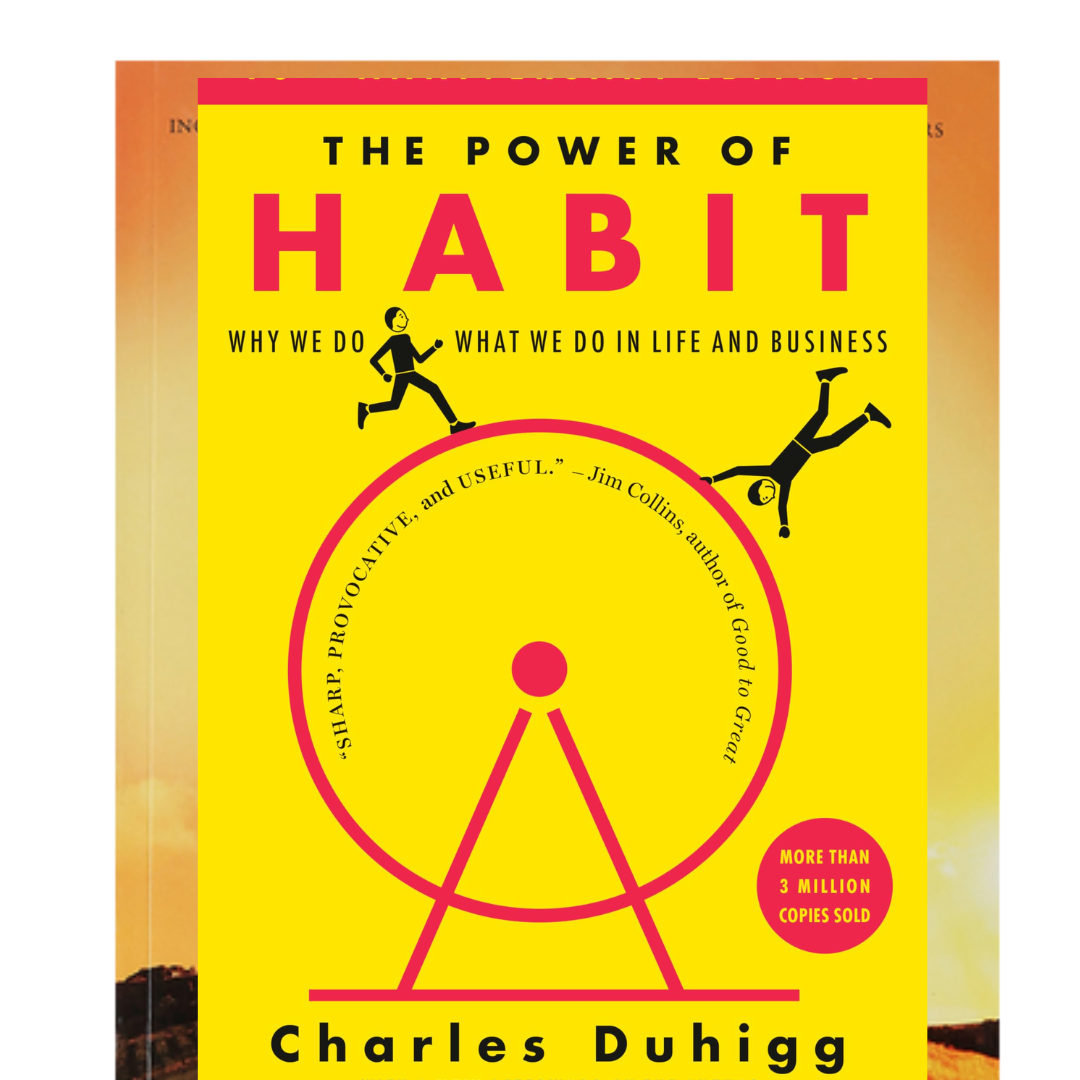 THE POWER OF
HABIT
WHY WE DO WHAT WE DO IN LIFE AND BUSINESS
“SHARP, PROVOCATIVE, and USEFUL.” –Jim Collins, author of Good to Great
MORE THAN
3 MILLION
COPIES SOLD
Charles Duhigg